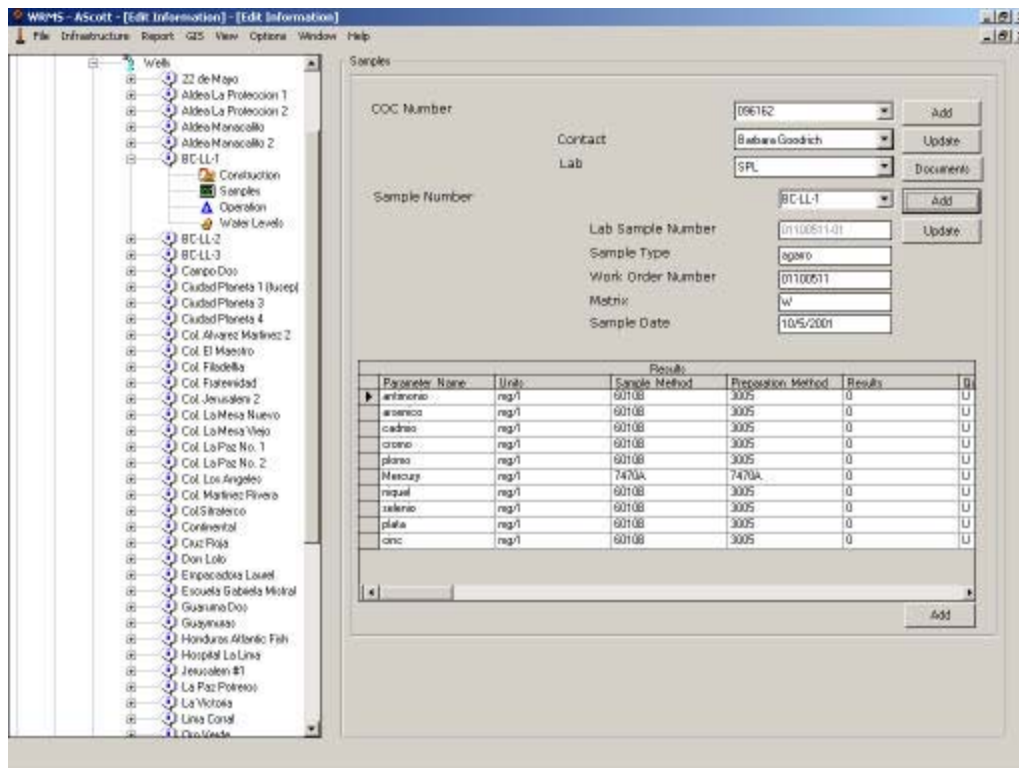 WRMS - AScott - [Edit Information] - [Edit Information]
File Infrastructure Report GIS View Options Window Help
Wells
22 de Mayo
Aldea La Proteccion 1
Aldea La Proteccion 2
Aldea Manacalito
Aldea Manacalito 2
BC-LL-1
Construction
Samples
Operation
Water Levels
BC-LL-2
BC-LL-3
Campo Dos
Ciudad Planeta 1 (fusep)
Ciudad Planeta 3
Ciudad Planeta 4
Col. Alvarez Martinez 2
Col. El Maestro
Col. Filadelfia
Col. Fraternidad
Col. Jerusalen 2
Col. La Mesa Nuevo
Col. La Mesa Viejo
Col. La Paz No. 1
Col. La Paz No. 2
Col. Los Angeles
Col. Martinez Rivera
Col Sitraterco
Continental
Cruz Roja
Don Lolo
Empacadora Laurel
Escuela Gabriela Mistral
Guaruma Dos
Guaymuras
Honduras Atlantic Fish
Hospital La Lima
Jerusalen #1
La Paz Potreros
La Victoria
Lima Corral
Oro Verde
Samples
COC Number 096162 Add
Contact Barbara Goodrich Update
Lab SPL Documents
Sample Number BC-LL-1 Add
Lab Sample Number 01100511-01 Update
Sample Type
Work Order Number 01100511
Matrix W
Sample Date 10/5/2001
Results
Parameter Name Units Sample Method Preparation Method Results
antimonio mg/l 6010B 3005 0 U
arsenico mg/l 6010B 3005 0 U
cadmio mg/l 6010B 3005 0 U
cromo mg/l 6010B 3005 0 U
plomo mg/l 6010B 3005 0 U
Mercury mg/l 7470A 7470A 0 U
niquel mg/l 6010B 3005 0 U
selenio mg/l 6010B 3005 0 U
plata mg/l 6010B 3005 0 U
cinc mg/l 6010B 3005 0 U
Add